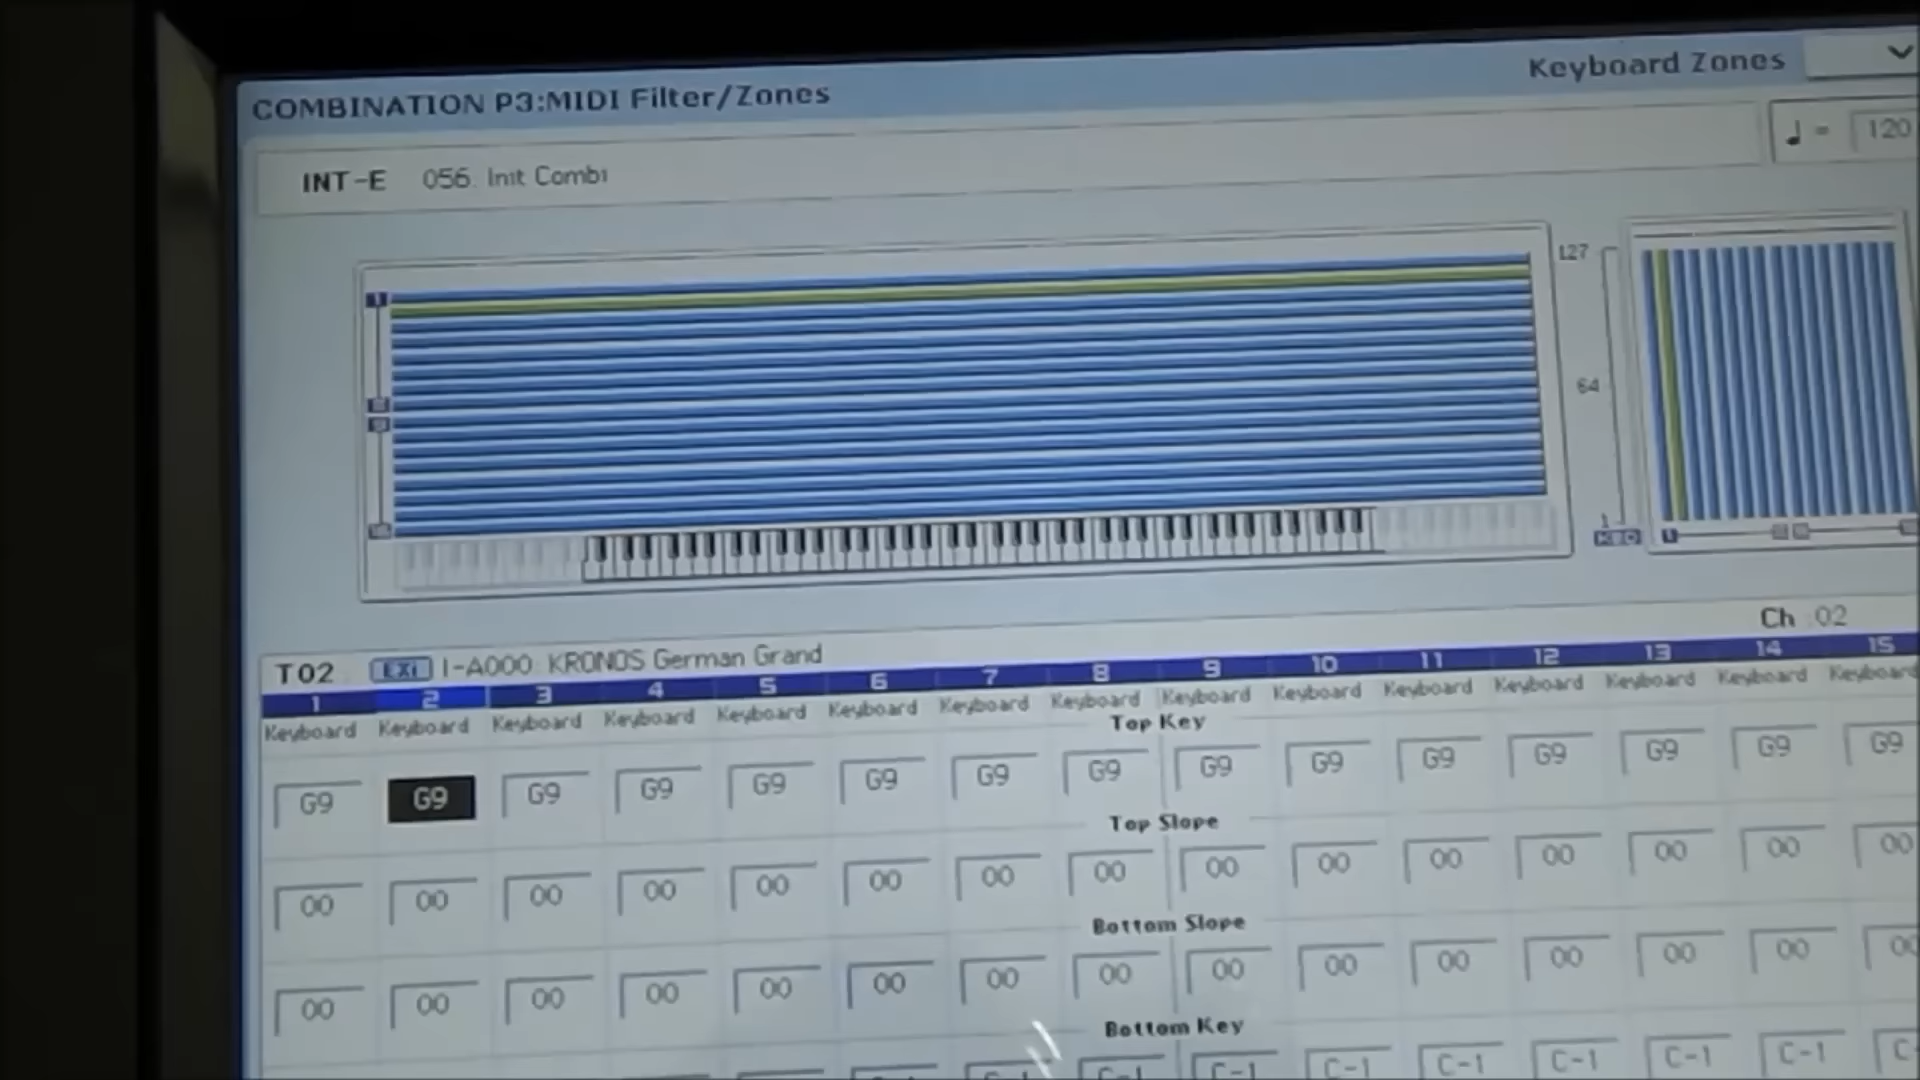 COMBINATION P3:MIDI Filter/Zones
Keyboard Zones
INT-E 056: Init Combi
♩ = 120
127
64
1
T02 EXi I-A000: KRONOS German Grand
Ch :02
1 2 3 4 5 6 7 8 9 10 11 12 13 14 15
Keyboard Keyboard Keyboard Keyboard Keyboard Keyboard Keyboard Keyboard Keyboard Keyboard Keyboard Keyboard Keyboard Keyboard Keyboard
Top Key
G9 G9 G9 G9 G9 G9 G9 G9 G9 G9 G9 G9 G9 G9 G9
Top Slope
00 00 00 00 00 00 00 00 00 00 00 00 00 00 00
Bottom Slope
00 00 00 00 00 00 00 00 00 00 00 00 00 00 00
Bottom Key
C-1 C-1 C-1 C-1 C-1 C-1 C-1